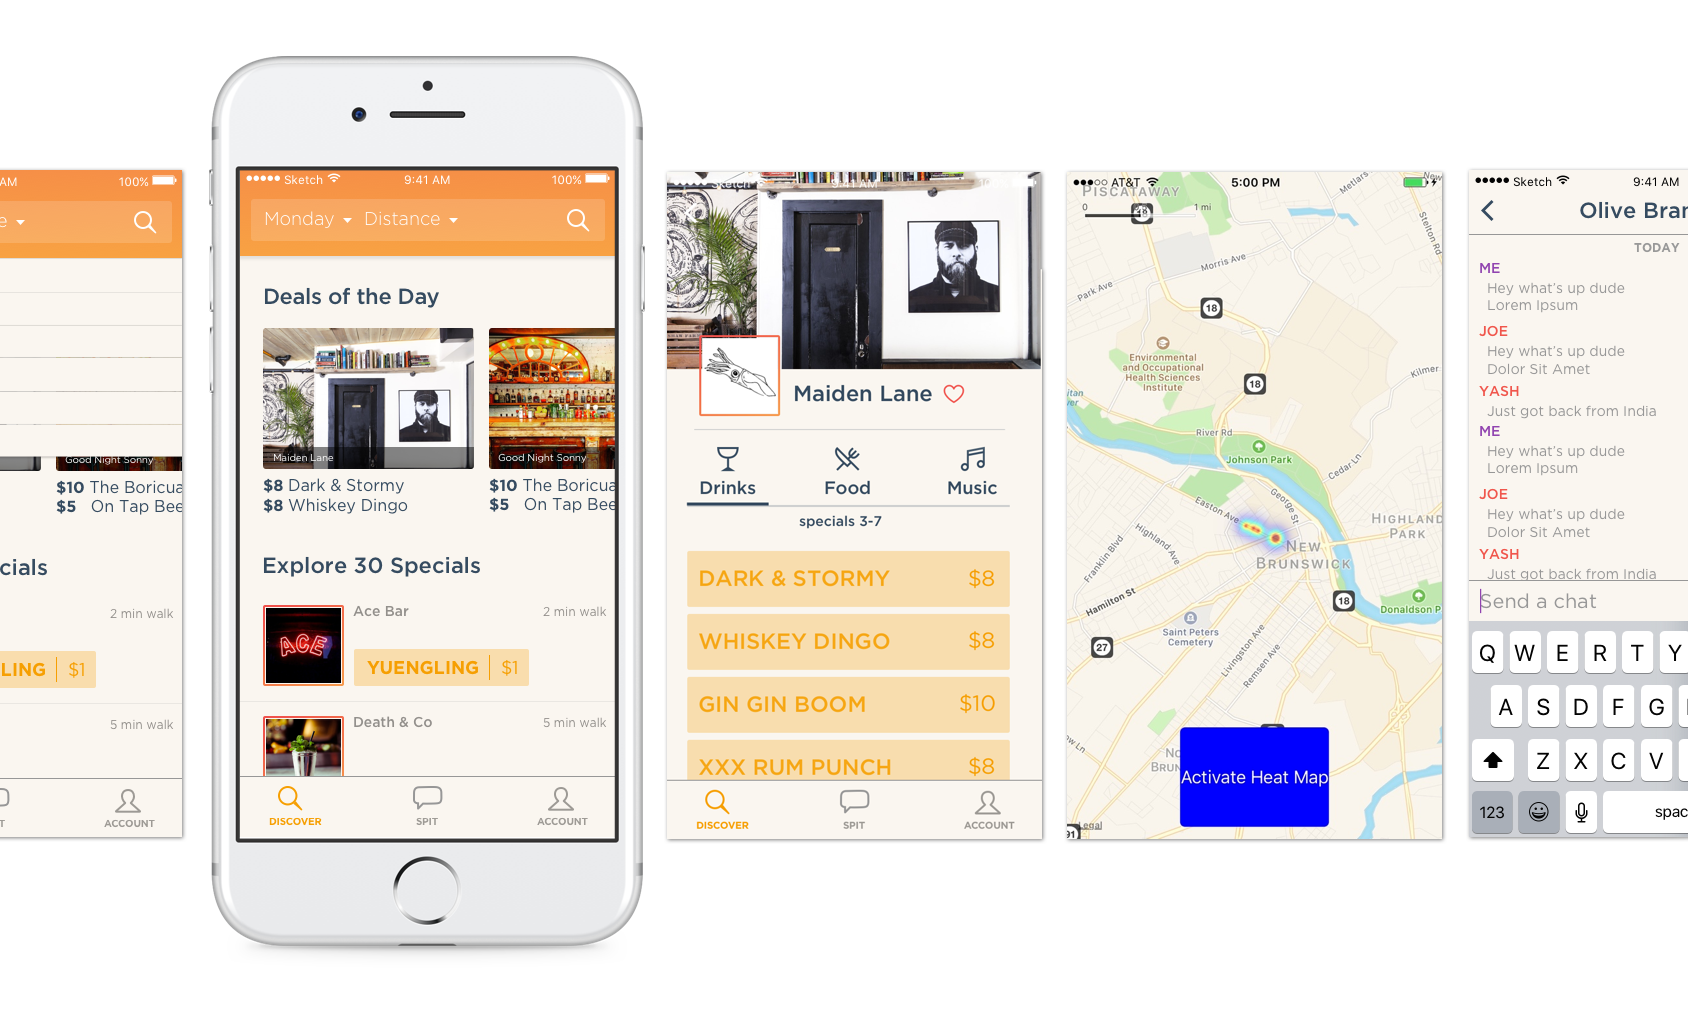 AM 100%
e
Good Night Sonny
$10 The Boricua
$5 On Tap Bee
cials
2 min walk
LING $1
5 min walk
T ACCOUNT
Sketch 9:41 AM 100%
Monday Distance
Deals of the Day
Maiden Lane
Good Night Sonny
$8 Dark & Stormy
$8 Whiskey Dingo
$10 The Boricua
$5 On Tap Bee
Explore 30 Specials
ACE
Ace Bar 2 min walk
YUENGLING $1
Death & Co 5 min walk
DISCOVER SPIT ACCOUNT
Sketch 9:41 AM
Maiden Lane
Drinks Food Music
specials 3-7
DARK & STORMY $8
WHISKEY DINGO $8
GIN GIN BOOM $10
XXX RUM PUNCH $8
DISCOVER SPIT ACCOUNT
AT&T 5:00 PM
PISCATAWAY
0 1 mi
18
Metlars
Stelton Rd
Morris Ave
Park Ave
18
Environmental
and Occupational
Health Sciences
Institute
18
Kilmer
itan
ver
River Rd
Johnson Park
Cedar Ln
George St
Easton Ave
HIGHLAND
PARK
Highland Ave
NEW
BRUNSWICK
Franklin Blvd
Hamilton St
18
Donaldson P
Saint Peters
Cemetery
27
Livingston Ave
Remsen Ave
w Ln
NO
BRUN
Activate Heat Map
Legal
91
Sketch 9:41 AM
Olive Bran
TODAY
ME
Hey what's up dude
Lorem Ipsum
JOE
Hey what's up dude
Dolor Sit Amet
YASH
Just got back from India
ME
Hey what's up dude
Lorem Ipsum
JOE
Hey what's up dude
Dolor Sit Amet
YASH
Just got back from India
Send a chat
Q W E R T Y
A S D F G
Z X C V
123 spac